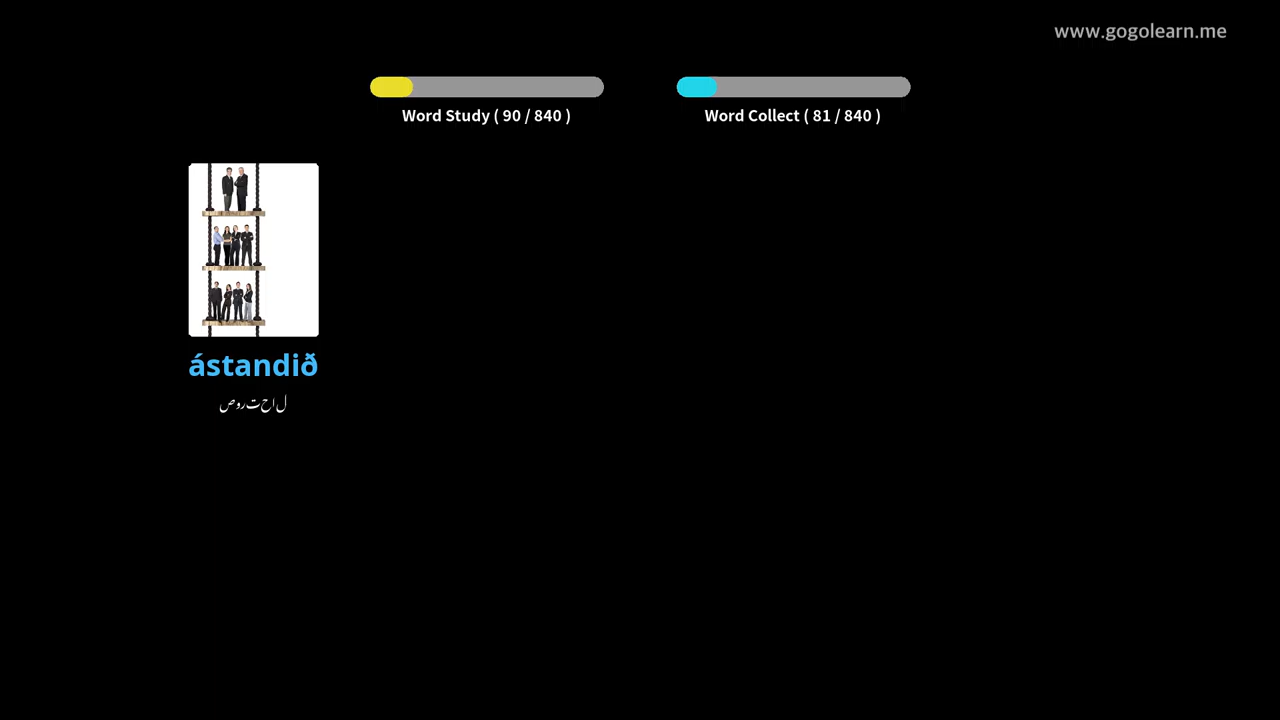 www.gogolearn.me
Word Study ( 90 / 840 )
Word Collect ( 81 / 840 )
ástandið
صورتحال